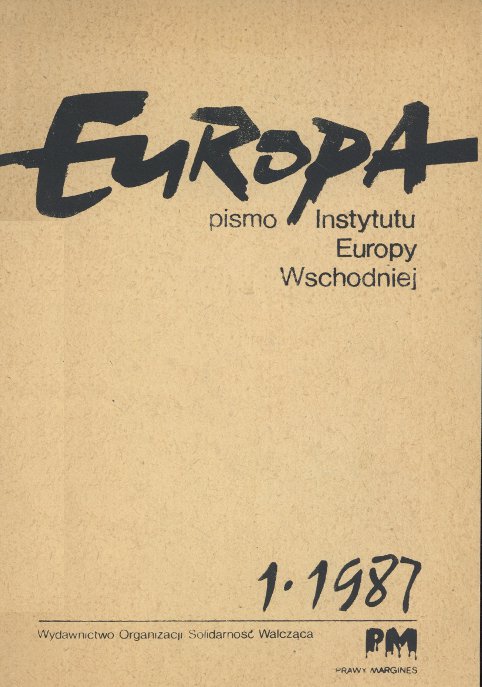 EUROPA
pismo Instytutu
Europy
Wschodniej
1·1987
Wydawnictwo Organizacji Solidarność Walcząca
PM
PRAWY MARGINES